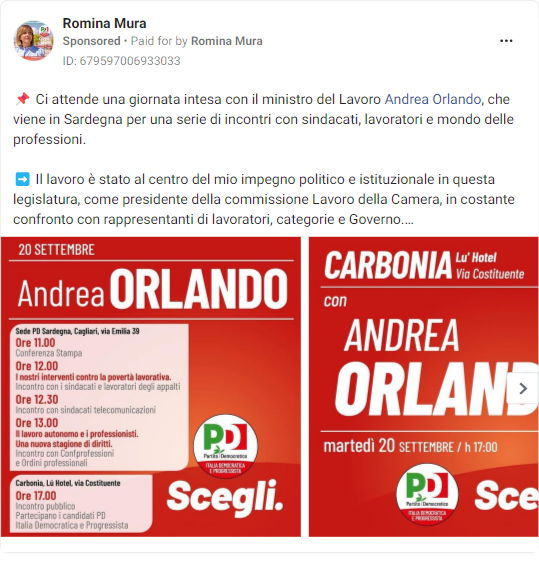 Romina Mura
Sponsored • Paid for by Romina Mura
ID: 679597006933033
📌 Ci attende una giornata intesa con il ministro del Lavoro Andrea Orlando, che
viene in Sardegna per una serie di incontri con sindacati, lavoratori e mondo delle
professioni.
➡️ Il lavoro è stato al centro del mio impegno politico e istituzionale in questa
legislatura, come presidente della commissione Lavoro della Camera, in costante
confronto con rappresentanti di lavoratori, categorie e Governo....
20 SETTEMBRE
Andrea ORLANDO
Sede PD Sardegna, Cagliari, via Emilia 39
Ore 11.00
Conferenza Stampa
Ore 12.00
I nostri interventi contro la povertà lavorativa.
Incontro con i sindacati e lavoratori degli appalti
Ore 12.30
Incontro con sindacati telecomunicazioni
Ore 13.00
Il lavoro autonomo e i professionisti.
Una nuova stagione di diritti.
Incontro con Confprofessioni
e Ordini professionali
Carbonia, Lù Hotel, via Costituente
Ore 17.00
Incontro pubblico
Partecipano i candidati PD
Italia Democratica e Progressista
PD
Partito Democratico
ITALIA DEMOCRATICA
E PROGRESSISTA
Scegli.
CARBONIA Lu' Hotel
Via Costituente
con
ANDREA
ORLAND
martedì 20 SETTEMBRE / h 17:00
PD
Partito Democratico
ITALIA DEMOCRATICA
E PROGRESSISTA
Sce